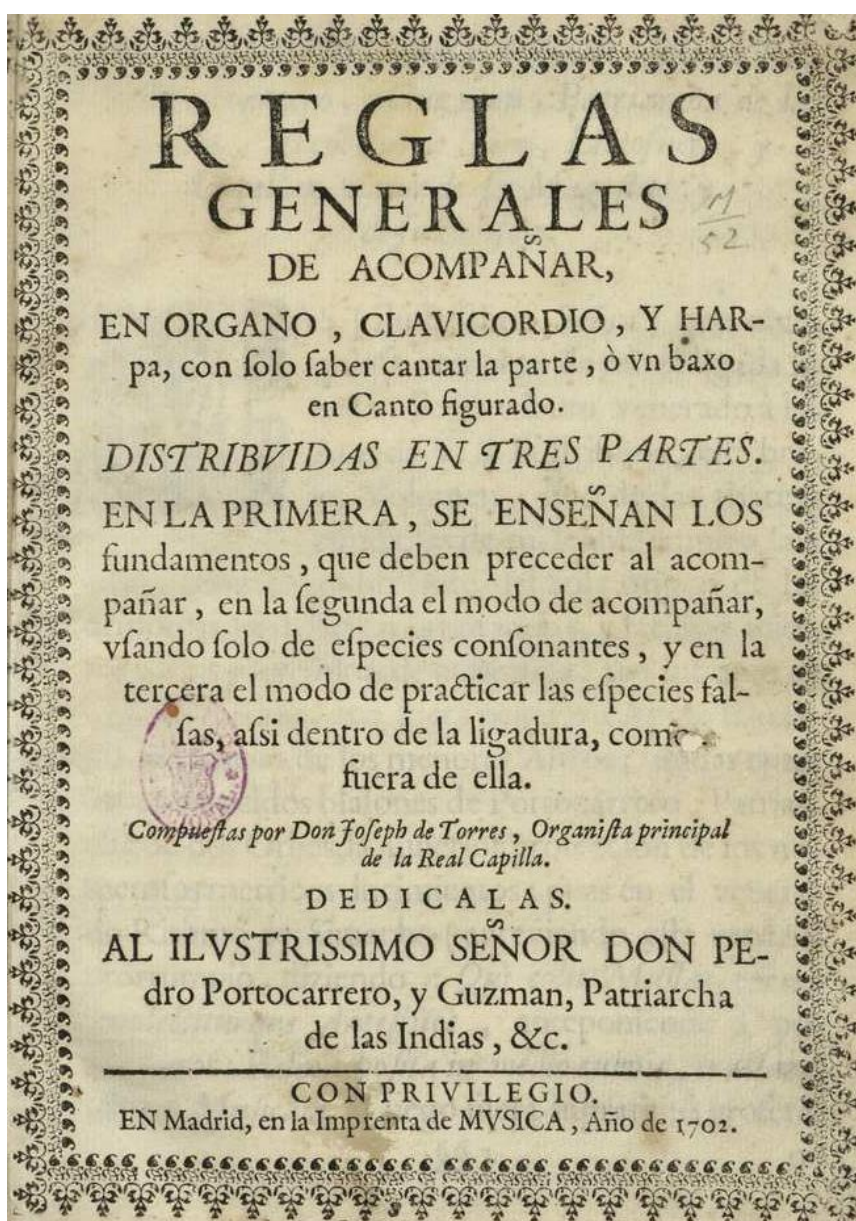 REGLAS
GENERALES
M
52
DE ACOMPAÑAR,
EN ORGANO , CLAVICORDIO , Y HAR-
pa, con ſolo ſaber cantar la parte , ò vn baxo
en Canto figurado.
DISTRIBVIDAS EN TRES PARTES.
EN LA PRIMERA , SE ENSEÑAN LOS
fundamentos , que deben preceder al acom-
pañar , en la ſegunda el modo de acompañar,
vſando ſolo de eſpecies conſonantes , y en la
tercera el modo de practicar las eſpecies fal-
ſas, aſsi dentro de la ligadura, como
fuera de ella.
Compueſtas por Don Joſeph de Torres , Organiſta principal
de la Real Capilla.
DEDICALAS.
AL ILVSTRISSIMO SEÑOR DON PE-
dro Portocarrero, y Guzman, Patriarcha
de las Indias , &c.
CON PRIVILEGIO.
EN Madrid, en la Imprenta de MVSICA , Año de 1702.